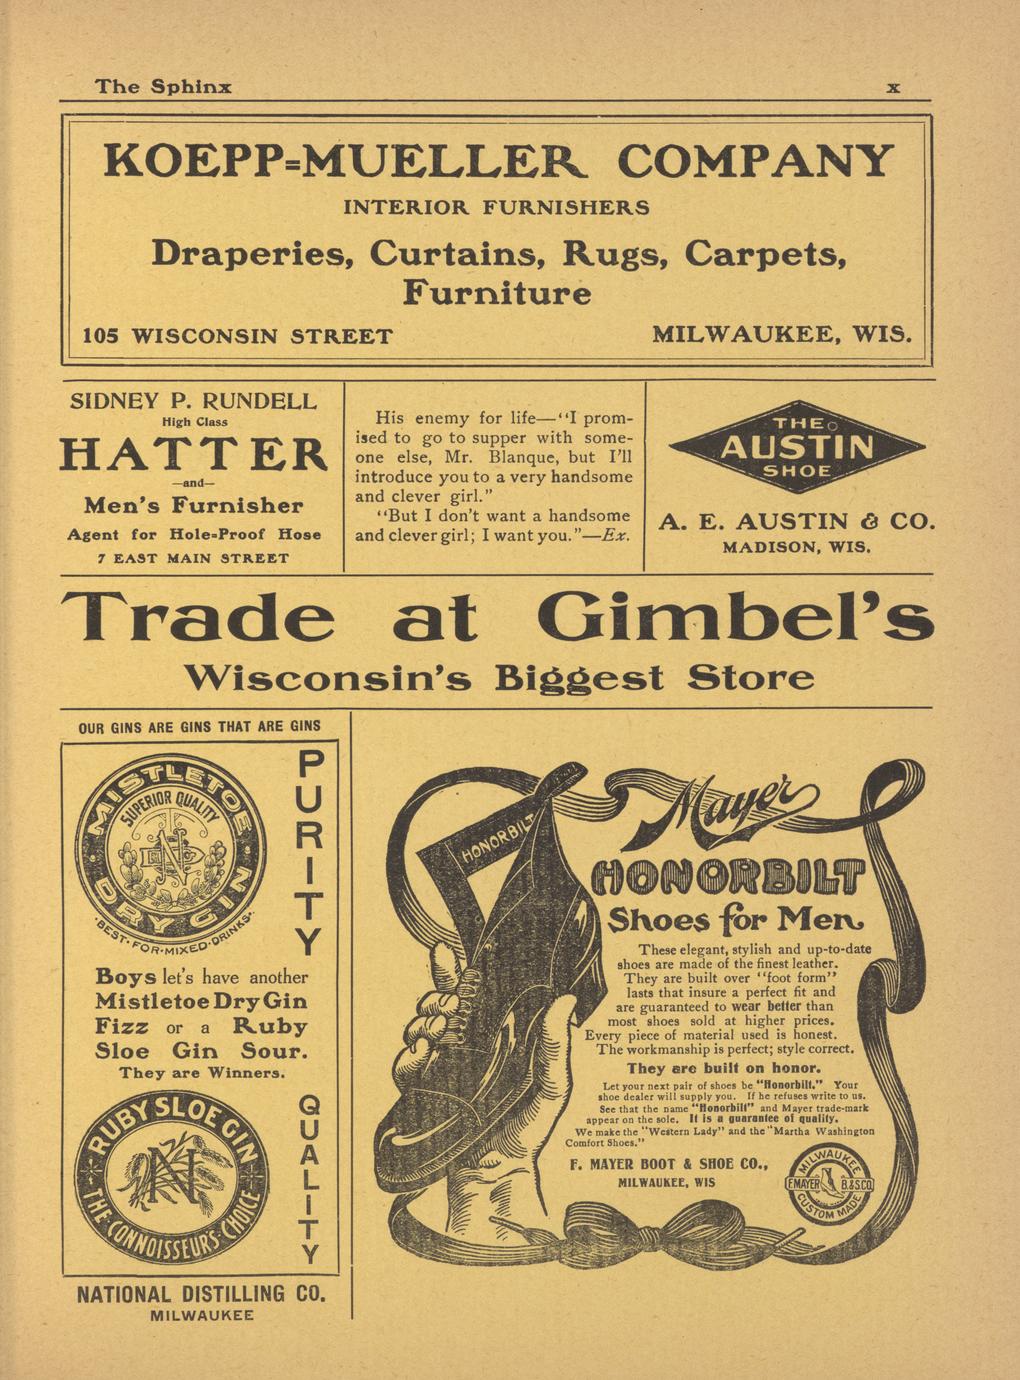 The Sphinx x
KOEPP=MUELLER COMPANY
INTERIOR FURNISHERS
Draperies, Curtains, Rugs, Carpets,
Furniture
105 WISCONSIN STREET MILWAUKEE, WIS.
SIDNEY P. RUNDELL
High Class
HATTER
—and—
Men's Furnisher
Agent for Hole=Proof Hose
7 EAST MAIN STREET
His enemy for life—“I prom-
ised to go to supper with some-
one else, Mr. Blanque, but I'll
introduce you to a very handsome
and clever girl.”
“But I don't want a handsome
and clever girl; I want you.”—Ex.
THE
AUSTIN
SHOE
A. E. AUSTIN & CO.
MADISON, WIS.
Trade at Gimbel's
Wisconsin's Biggest Store
OUR GINS ARE GINS THAT ARE GINS
MISTLETOE
SUPERIOR QUALITY
N
DRY GIN
·BEST·FOR·MIXED·DRINKS·
PURITY
Boys let's have another
Mistletoe Dry Gin
Fizz or a Ruby
Sloe Gin Sour.
They are Winners.
RUBY SLOE GIN
N
THE CONNOISSEUR'S CHOICE
QUALITY
NATIONAL DISTILLING CO.
MILWAUKEE
HONORBILT
Mayer
HONORBILT
Shoes for Men
These elegant, stylish and up-to-date
shoes are made of the finest leather.
They are built over “foot form”
lasts that insure a perfect fit and
are guaranteed to wear better than
most shoes sold at higher prices.
Every piece of material used is honest.
The workmanship is perfect; style correct.
They are built on honor.
Let your next pair of shoes be “Honorbilt.” Your
shoe dealer will supply you. If he refuses write to us.
See that the name “Honorbilt” and Mayer trade-mark
appear on the sole. It is a guarantee of quality.
We make the “Western Lady” and the “Martha Washington
Comfort Shoes.”
F. MAYER BOOT & SHOE CO.,
MILWAUKEE, WIS
MILWAUKEE
F.MAYER B.&S.CO.
CUSTOM MADE